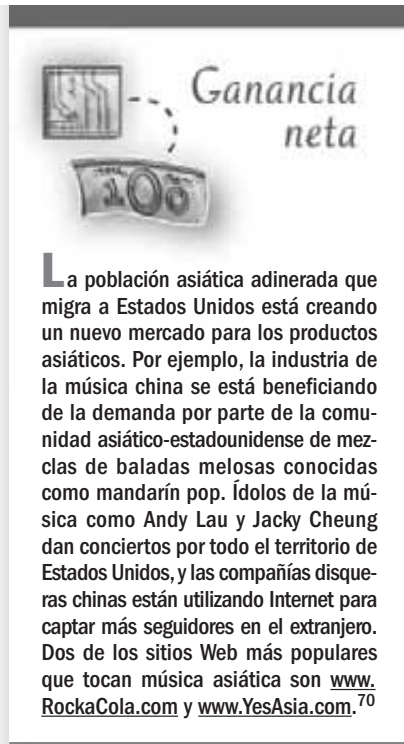 Ganancia
neta
La población asiática adinerada que
migra a Estados Unidos está creando
un nuevo mercado para los productos
asiáticos. Por ejemplo, la industria de
la música china se está beneficiando
de la demanda por parte de la comu-
nidad asiático-estadounidense de mez-
clas de baladas melosas conocidas
como mandarín pop. Ídolos de la mú-
sica como Andy Lau y Jacky Cheung
dan conciertos por todo el territorio de
Estados Unidos, y las compañías disque-
ras chinas están utilizando Internet para
captar más seguidores en el extranjero.
Dos de los sitios Web más populares
que tocan música asiática son www.
RockaCola.com y www.YesAsia.com.70